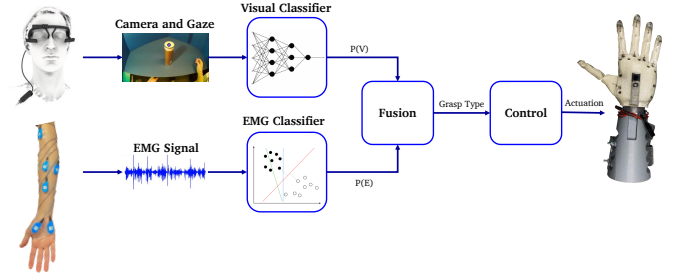 Visual Classifier
Camera and Gaze
P(V)
Fusion
Grasp Type
Control
Actuation
EMG Classifier
EMG Signal
P(E)